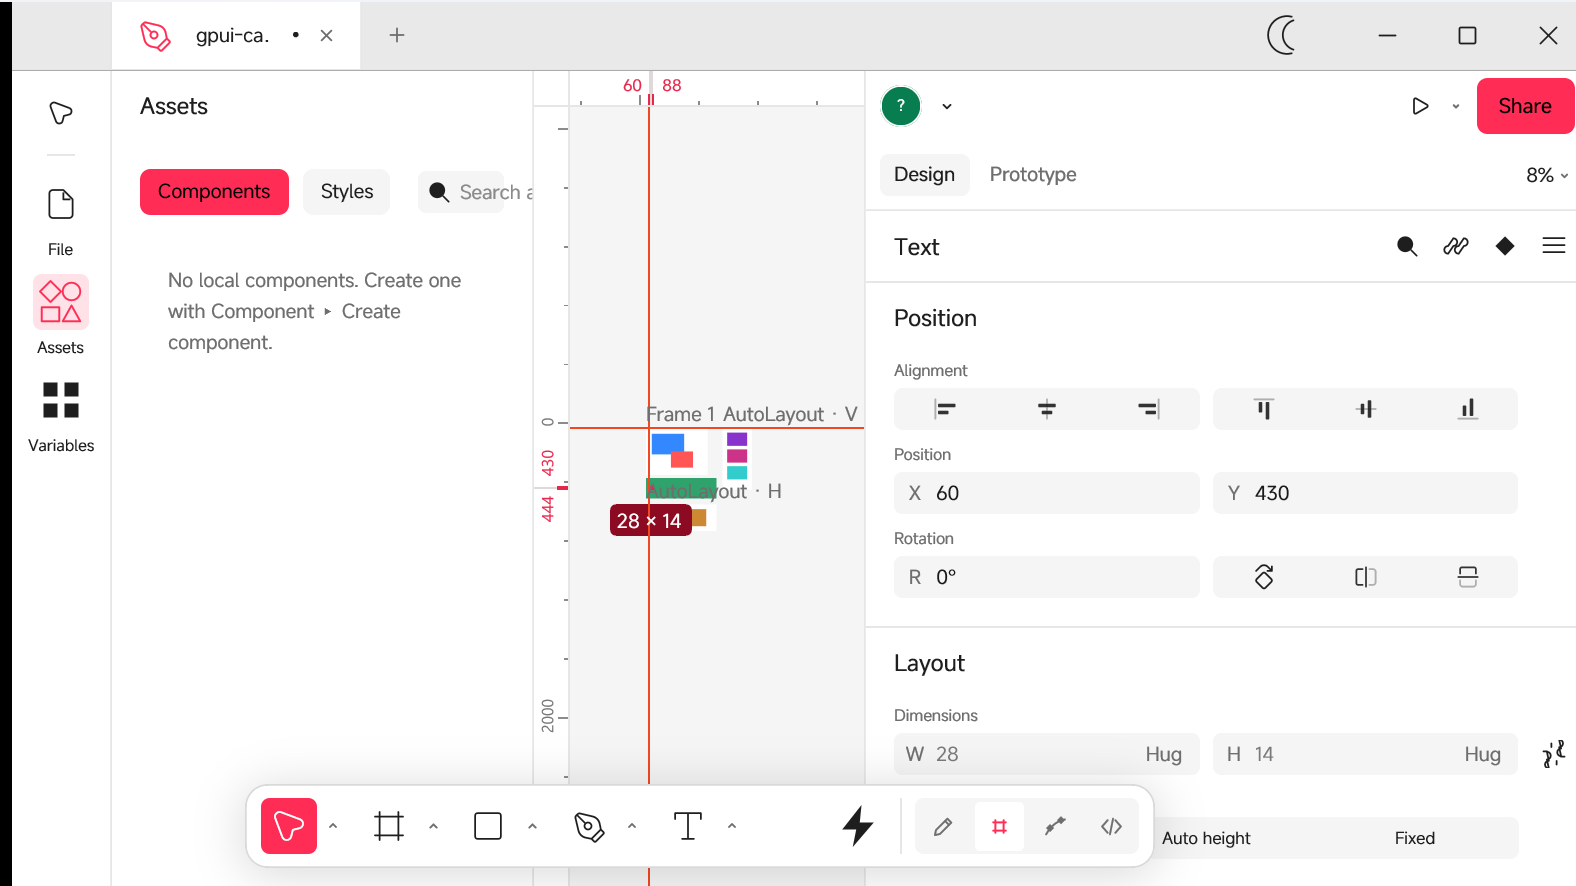 gpui-ca.
File
Assets
Variables
Assets
Components
Styles
Search a
No local components. Create one
with Component ▸ Create
component.
60 88
0
430
444
2000
Frame 1 AutoLayout · V
AutoLayout · H
28 × 14
?
Share
Design
Prototype
8%
Text
Position
Alignment
Position
X 60
Y 430
Rotation
R 0°
Layout
Dimensions
W 28 Hug
H 14 Hug
Auto height
Fixed